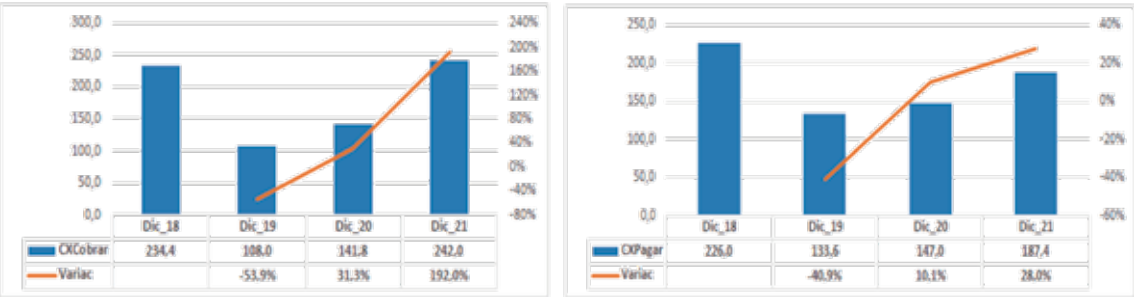 300,0 240%
250,0 200%
200,0 160%
150,0 120%
100,0 80%
50,0 40%
0,0 0%
-40%
-80%
Dic_18 Dic_19 Dic_20 Dic_21
CXCobrar 234,4 108,0 141,8 242,0
Variac -53.9% 31.3% 192.0%
250,0 40%
200,0 20%
150,0 0%
100,0 -20%
50,0 -40%
0,0 -60%
Dic_18 Dic_19 Dic_20 Dic_21
CXPagar 226,0 133,6 147,0 187,4
Variac -40.9% 10.1% 28.0%